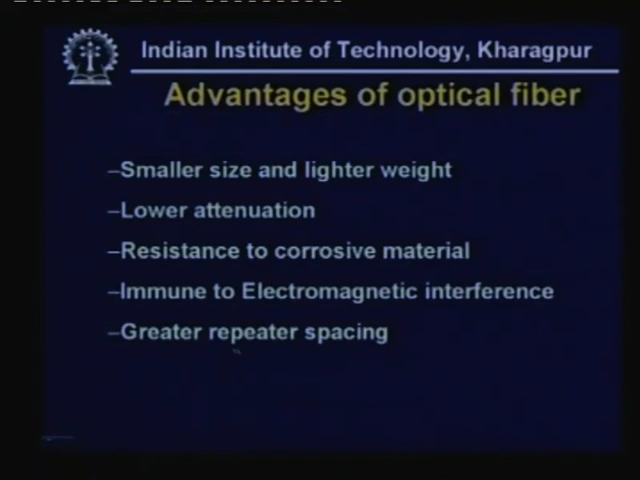 Indian Institute of Technology, Kharagpur
Advantages of optical fiber
–Smaller size and lighter weight
–Lower attenuation
–Resistance to corrosive material
–Immune to Electromagnetic interference
–Greater repeater spacing